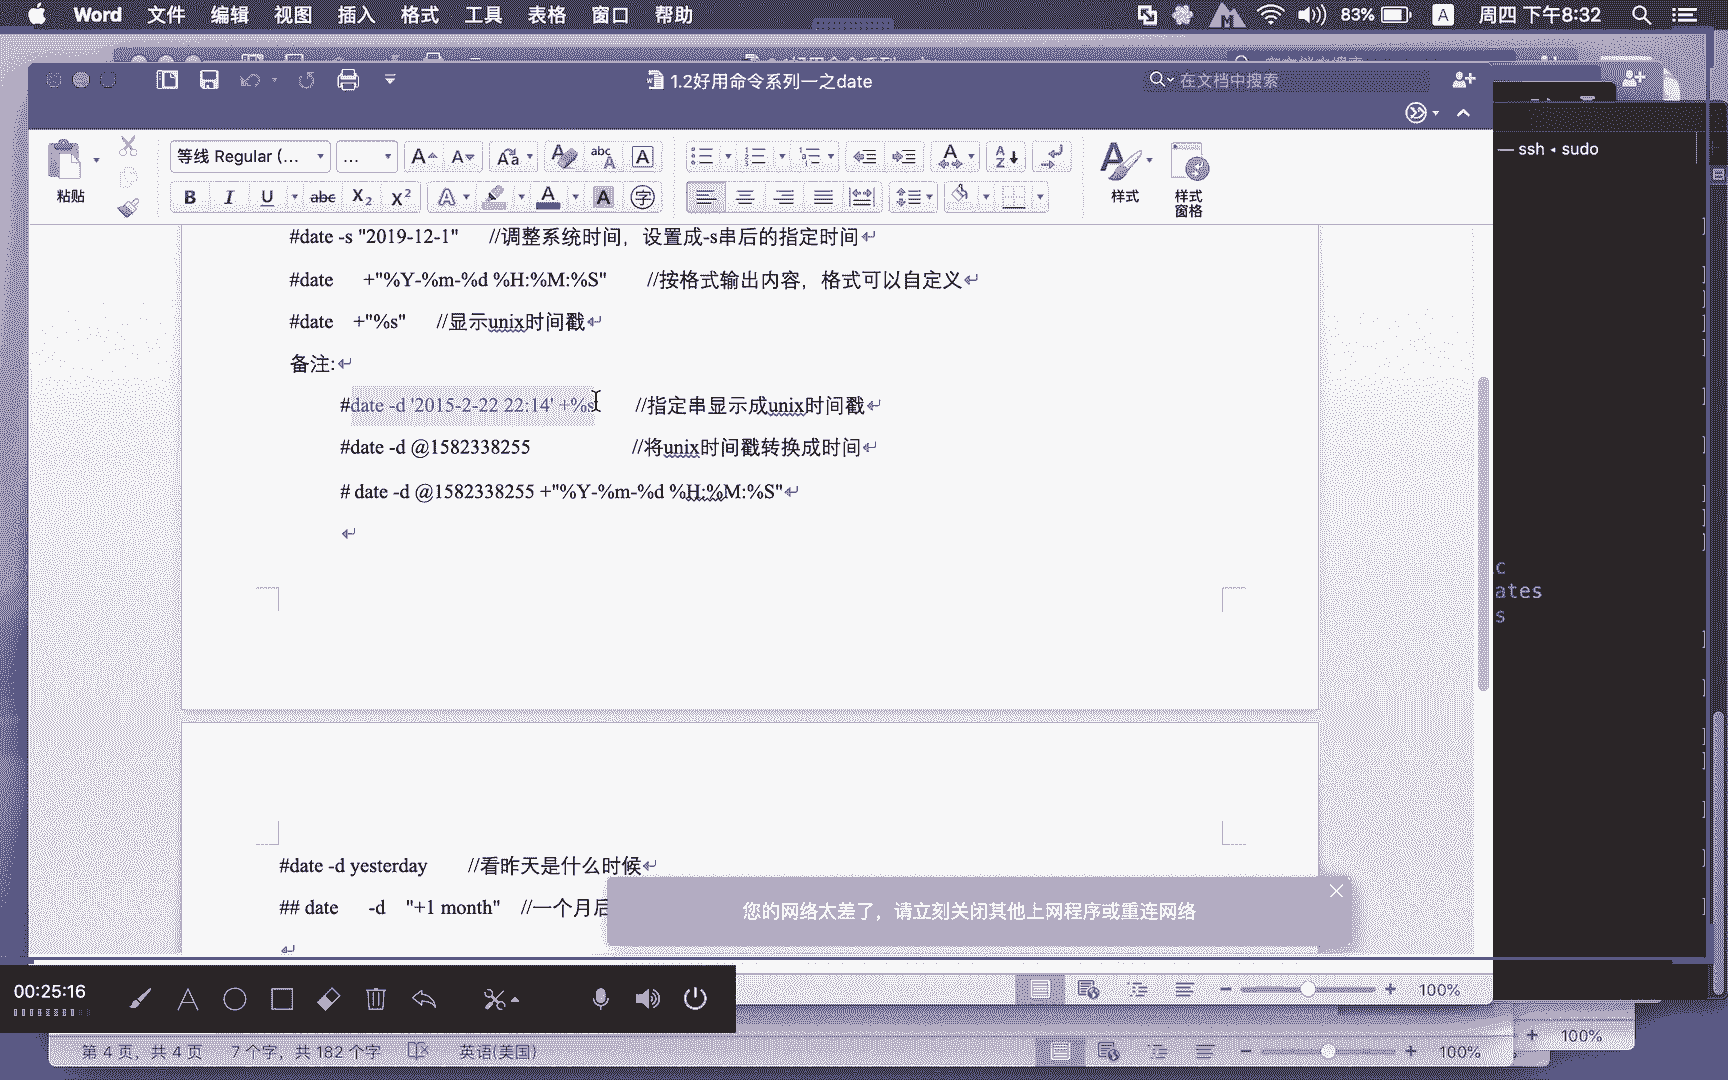 Word 文件 编辑 视图 插入 格式 工具 表格 窗口 帮助 83% A 周四 下午8:32
1.2好用命令系列一之date
在文档中搜索
粘贴
等线 Regular (...
...
样式
样式
窗格
— ssh • sudo
#date -s "2019-12-1" //调整系统时间，设置成-s串后的指定时间
#date +"%Y-%m-%d %H:%M:%S" //按格式输出内容，格式可以自定义
#date +"%s" //显示unix时间戳
备注:
#date -d '2015-2-22 22:14' +%s //指定串显示成unix时间戳
#date -d @1582338255 //将unix时间戳转换成时间
# date -d @1582338255 +"%Y-%m-%d %H:%M:%S"
c
ates
s
#date -d yesterday //看昨天是什么时候
## date -d "+1 month" //一个月后
您的网络太差了，请立刻关闭其他上网程序或重连网络
00:25:16
100%
100%
第 4 页，共 4 页 7 个字，共 182 个字 英语(美国) 100%